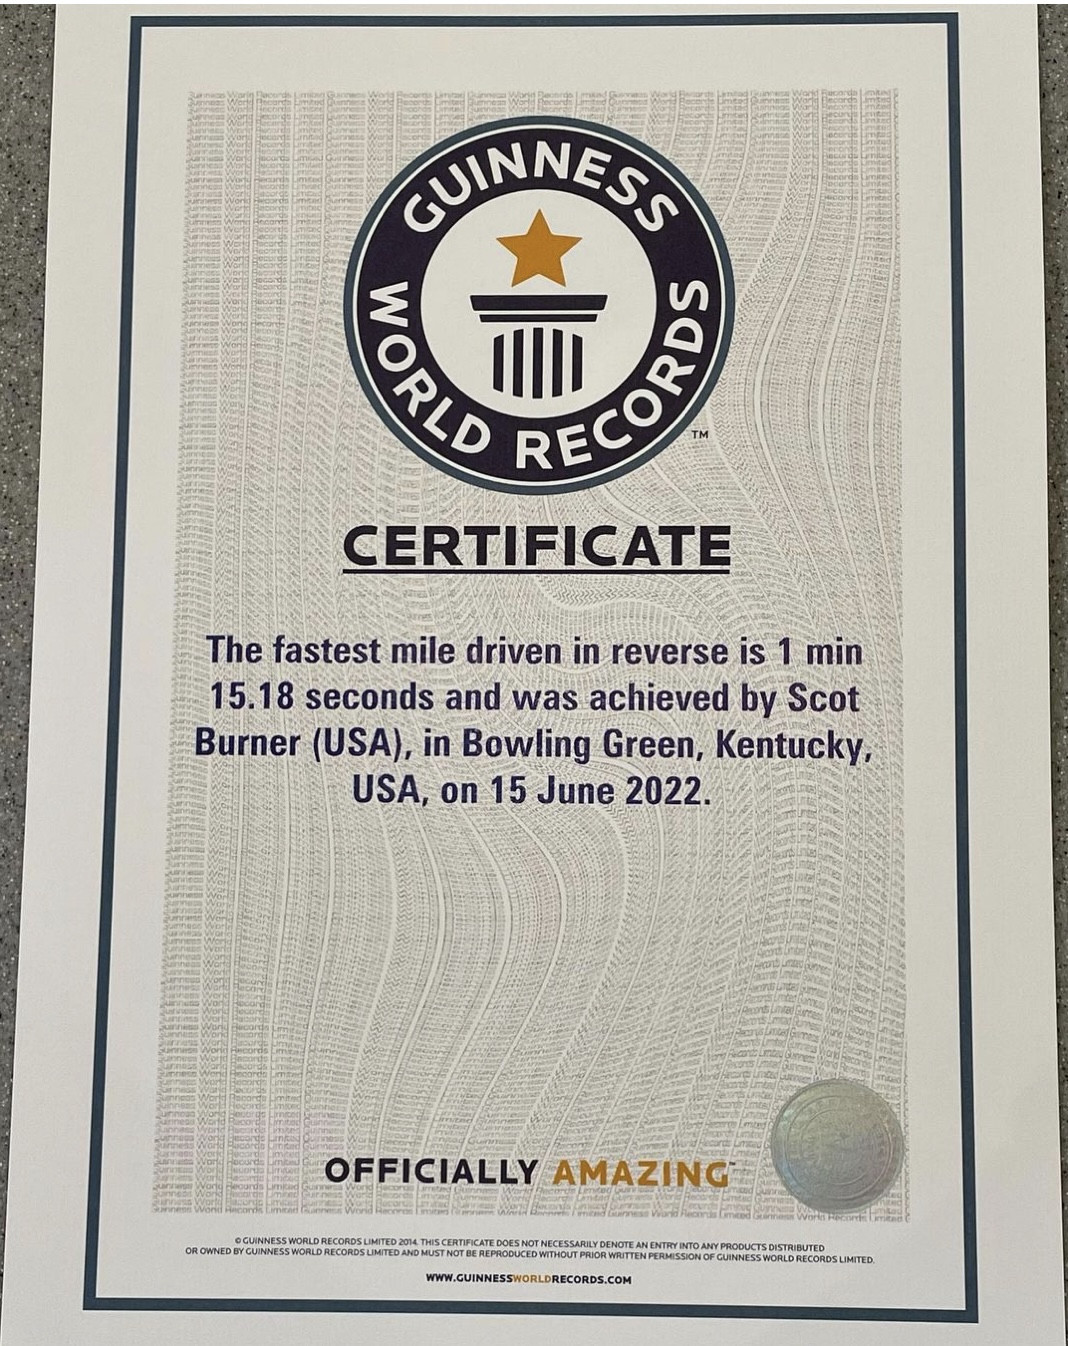 GUINNESS
WORLD RECORDS
TM
CERTIFICATE
The fastest mile driven in reverse is 1 min
15.18 seconds and was achieved by Scot
Burner (USA), in Bowling Green, Kentucky,
USA, on 15 June 2022.
OFFICIALLY AMAZING™
© GUINNESS WORLD RECORDS LIMITED 2014. THIS CERTIFICATE DOES NOT NECESSARILY DENOTE AN ENTRY INTO ANY PRODUCTS DISTRIBUTED
OR OWNED BY GUINNESS WORLD RECORDS LIMITED AND MUST NOT BE REPRODUCED WITHOUT PRIOR WRITTEN PERMISSION OF GUINNESS WORLD RECORDS LIMITED.
WWW.GUINNESSWORLDRECORDS.COM